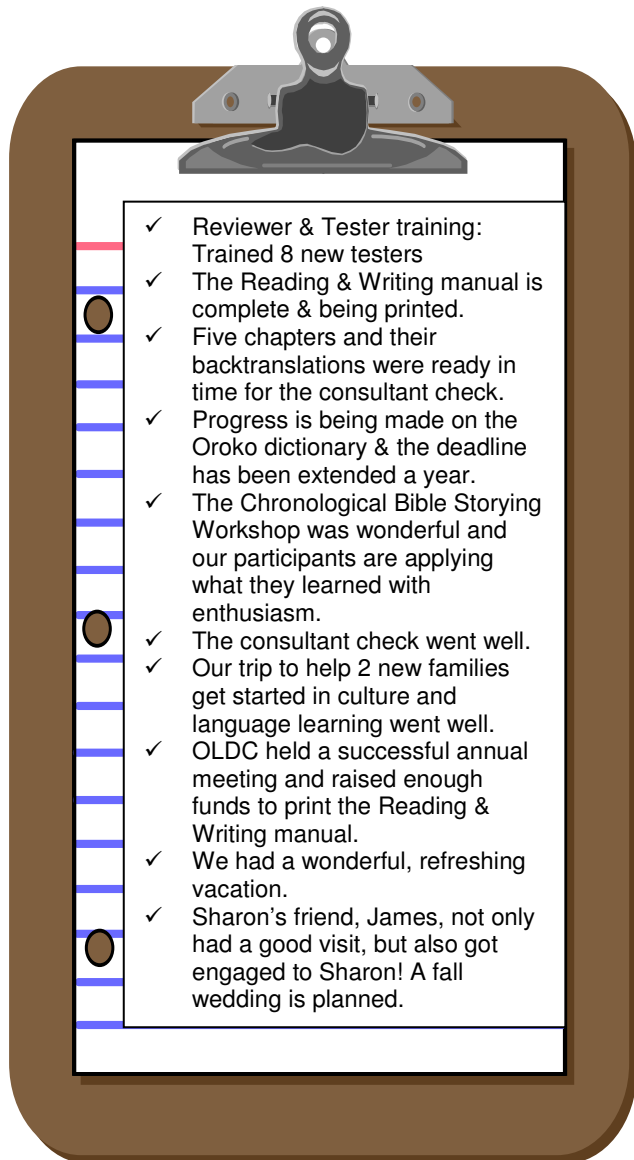 ✓ Reviewer & Tester training:
Trained 8 new testers
✓ The Reading & Writing manual is
complete & being printed.
✓ Five chapters and their
backtranslations were ready in
time for the consultant check.
✓ Progress is being made on the
Oroko dictionary & the deadline
has been extended a year.
✓ The Chronological Bible Storying
Workshop was wonderful and
our participants are applying
what they learned with
enthusiasm.
✓ The consultant check went well.
✓ Our trip to help 2 new families
get started in culture and
language learning went well.
✓ OLDC held a successful annual
meeting and raised enough
funds to print the Reading &
Writing manual.
✓ We had a wonderful, refreshing
vacation.
✓ Sharon's friend, James, not only
had a good visit, but also got
engaged to Sharon! A fall
wedding is planned.